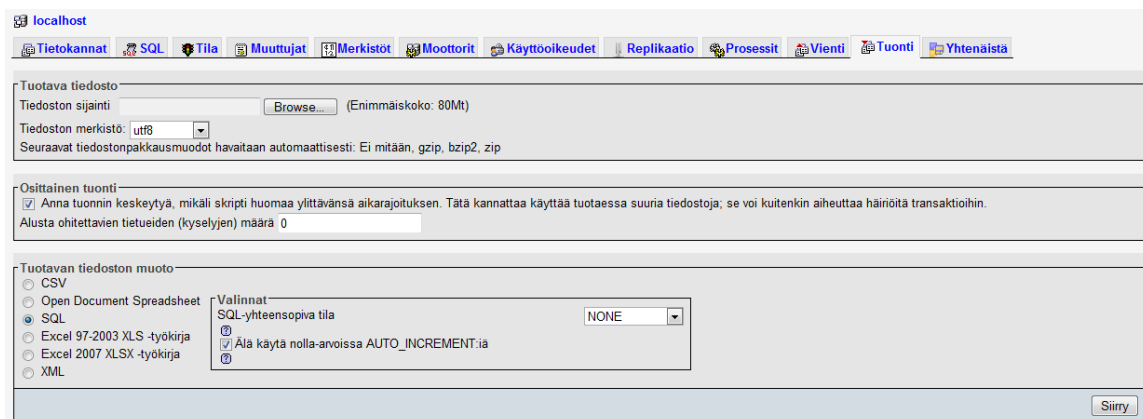 localhost
Tietokannat SQL Tila Muuttujat Merkistöt Moottorit Käyttöoikeudet Replikaatio Prosessit Vienti Tuonti Yhtenäistä
Tuotava tiedosto
Tiedoston sijainti Browse... (Enimmäiskoko: 80Mt)
Tiedoston merkistö: utf8
Seuraavat tiedostonpakkausmuodot havaitaan automaattisesti: Ei mitään, gzip, bzip2, zip
Osittainen tuonti
Anna tuonnin keskeytyä, mikäli skripti huomaa ylittävänsä aikarajoituksen. Tätä kannattaa käyttää tuotaessa suuria tiedostoja; se voi kuitenkin aiheuttaa häiriöitä transaktioihin.
Alusta ohitettavien tietueiden (kyselyjen) määrä 0
Tuotavan tiedoston muoto
CSV
Open Document Spreadsheet
SQL
Excel 97-2003 XLS -työkirja
Excel 2007 XLSX -työkirja
XML
Valinnat
SQL-yhteensopiva tila NONE
Älä käytä nolla-arvoissa AUTO_INCREMENT:iä
Siirry